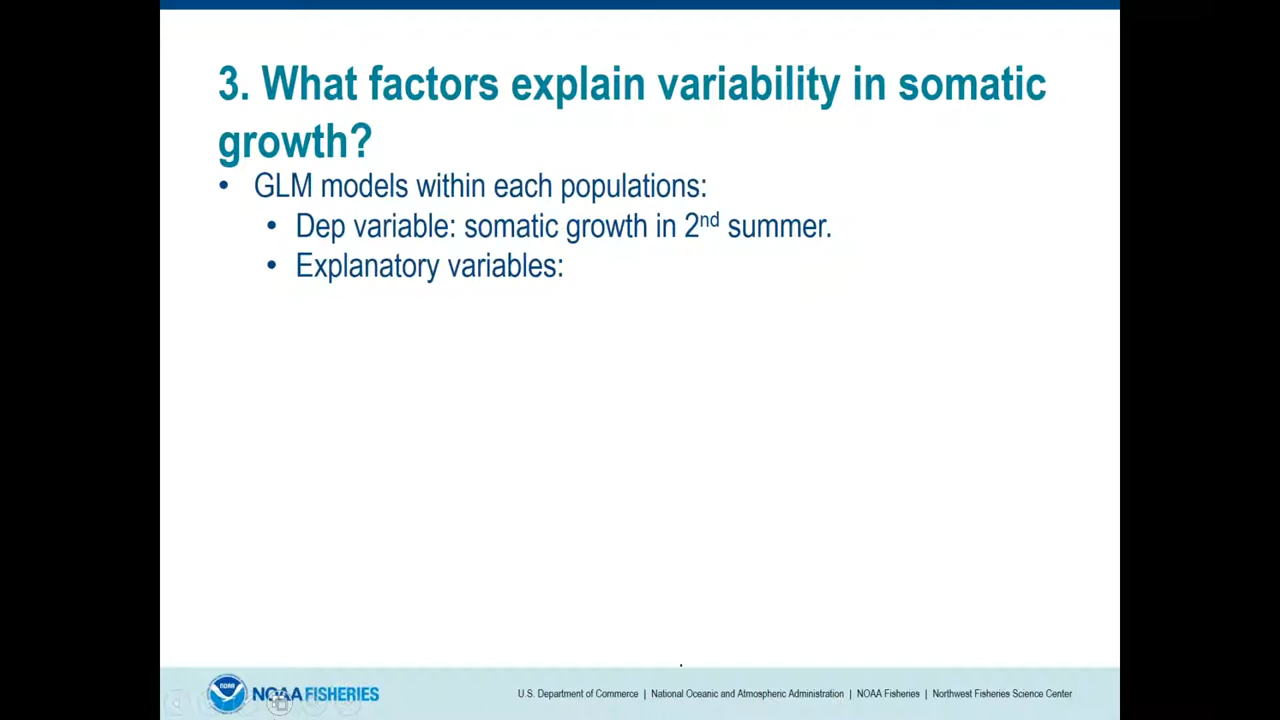 3. What factors explain variability in somatic
growth?
• GLM models within each populations:
• Dep variable: somatic growth in 2nd summer.
• Explanatory variables:
NOAA
NOAA FISHERIES
U.S. Department of Commerce | National Oceanic and Atmospheric Administration | NOAA Fisheries | Northwest Fisheries Science Center